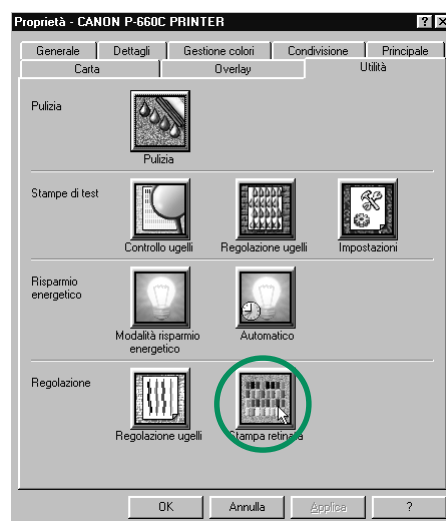 Proprietà - CANON P-660C PRINTER
Generale Dettagli Gestione colori Condivisione Principale
Carta Overlay Utilità
Pulizia
Pulizia
Stampe di test
Controllo ugelli Regolazione ugelli Impostazioni
Risparmio
energetico
Modalità risparmio
energetico
Automatico
Regolazione
Regolazione ugelli Stampa retinata
OK Annulla Applica ?